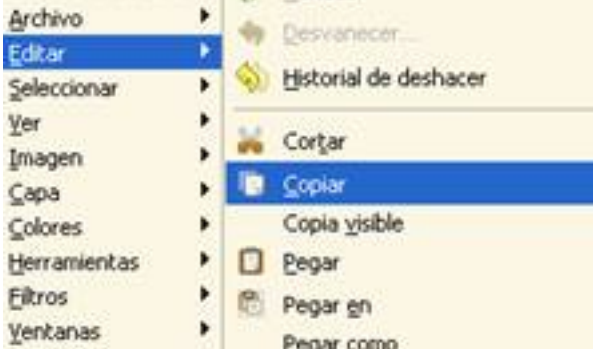 Archivo
Editar
Seleccionar
Ver
Imagen
Capa
Colores
Herramientas
Filtros
Ventanas
Desvanecer...
Historial de deshacer
Cortar
Copiar
Copia visible
Pegar
Pegar en
Pegar como